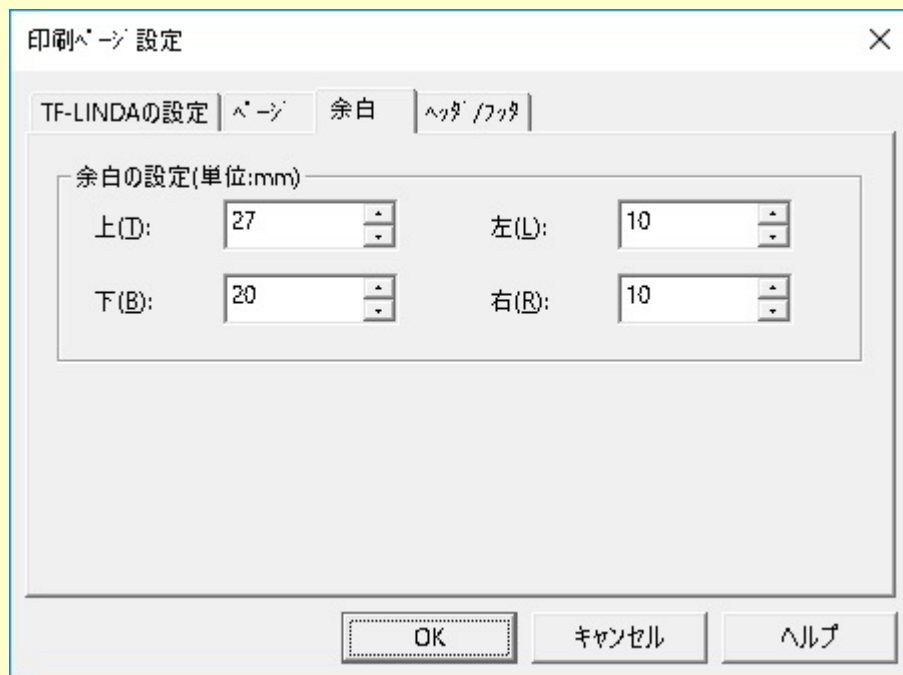 印刷ﾍﾟｰｼﾞ設定
TF-LINDAの設定 ﾍﾟｰｼﾞ 余白 ﾍｯﾀﾞ/ﾌｯﾀ
余白の設定(単位:mm)
上(T): 27 左(L): 10
下(B): 20 右(R): 10
OK キャンセル ヘルプ